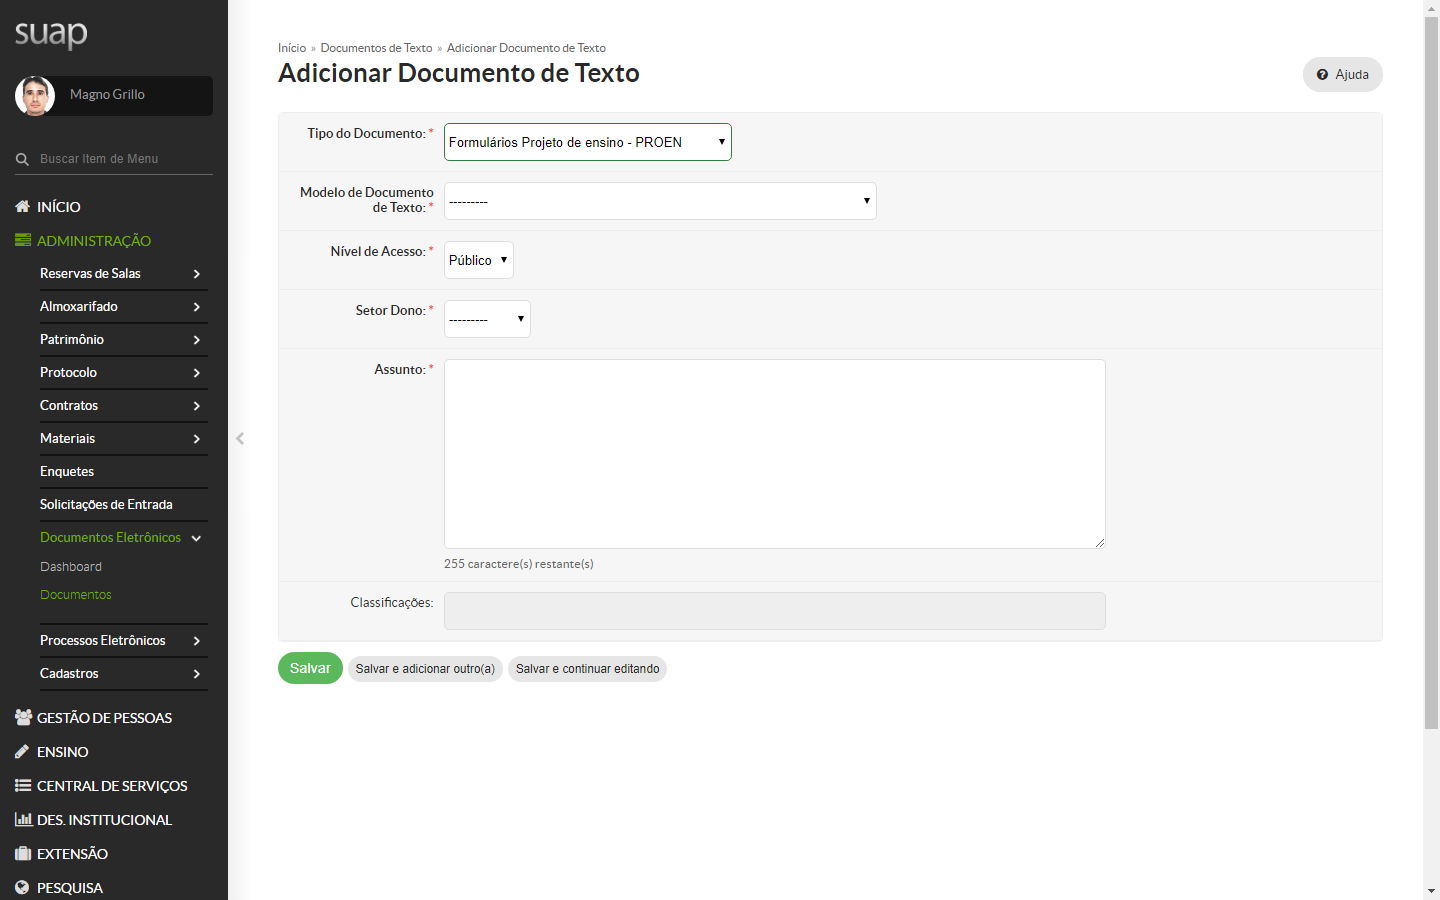 suap
Magno Grillo
Buscar Item de Menu
INÍCIO
ADMINISTRAÇÃO
Reservas de Salas
Almoxarifado
Patrimônio
Protocolo
Contratos
Materiais
Enquetes
Solicitações de Entrada
Documentos Eletrônicos
Dashboard
Documentos
Processos Eletrônicos
Cadastros
GESTÃO DE PESSOAS
ENSINO
CENTRAL DE SERVIÇOS
DES. INSTITUCIONAL
EXTENSÃO
PESQUISA
Início » Documentos de Texto » Adicionar Documento de Texto
Adicionar Documento de Texto
Ajuda
Tipo do Documento: * Formulários Projeto de ensino - PROEN
Modelo de Documento
de Texto: * ---------
Nível de Acesso: * Público
Setor Dono: * ---------
Assunto: *
255 caractere(s) restante(s)
Classificações:
Salvar Salvar e adicionar outro(a) Salvar e continuar editando